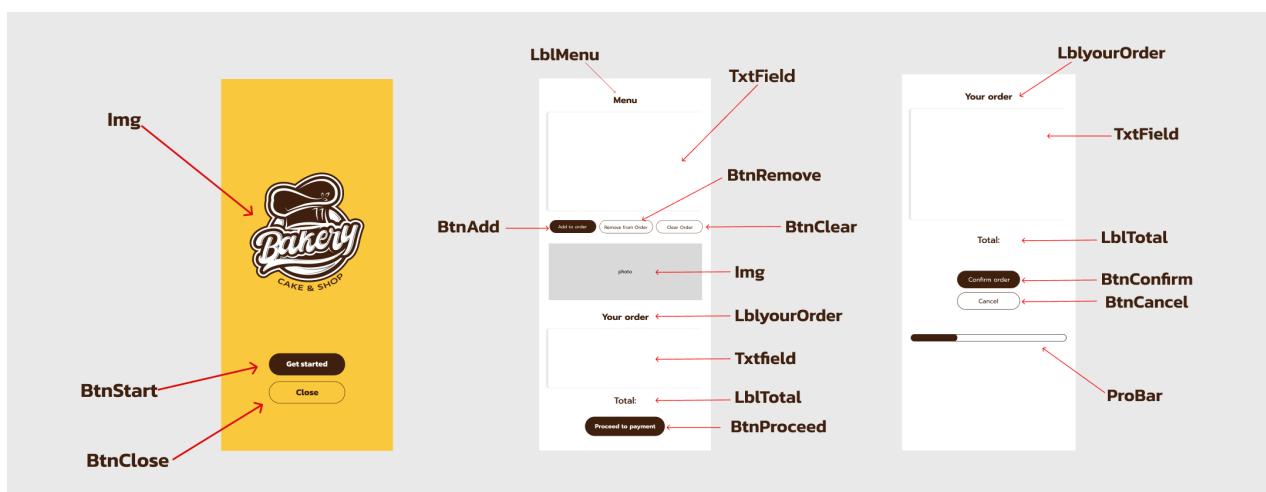 Img
Bakery
CAKE & SHOP
Get started
Close
BtnStart
BtnClose
LblMenu
Menu
TxtField
BtnRemove
BtnAdd
Add to order
Remove from Order
Clear Order
BtnClear
photo
Img
Your order
LblyourOrder
Txtfield
Total:
LblTotal
Proceed to payment
BtnProceed
LblyourOrder
Your order
TxtField
Total:
LblTotal
Confirm order
BtnConfirm
Cancel
BtnCancel
ProBar